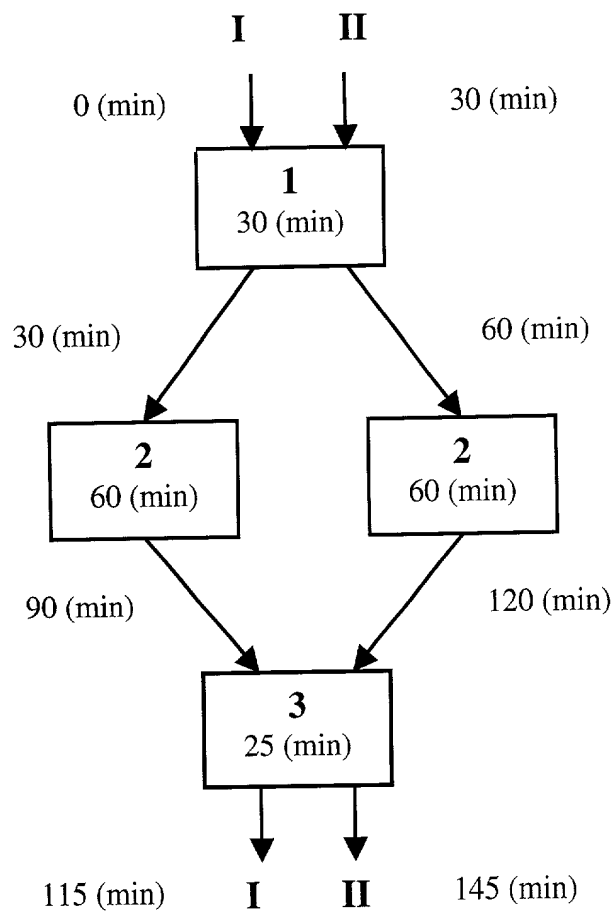 I II
0 (min) 30 (min)
1
30 (min)
30 (min) 60 (min)
2 2
60 (min) 60 (min)
90 (min) 120 (min)
3
25 (min)
115 (min) I II 145 (min)